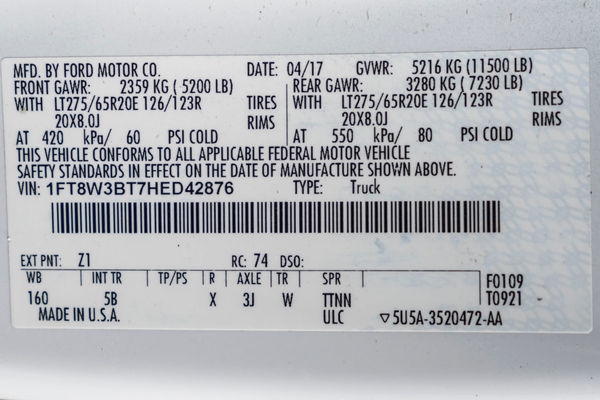 MFD. BY FORD MOTOR CO. DATE: 04/17 GVWR: 5216 KG (11500 LB)
FRONT GAWR: 2359 KG ( 5200 LB) REAR GAWR: 3280 KG ( 7230 LB)
WITH LT275/65R20E 126/123R TIRES WITH LT275/65R20E 126/123R TIRES
20X8.0J RIMS 20X8.0J RIMS
AT 420 kPa/ 60 PSI COLD AT 550 kPa/ 80 PSI COLD
THIS VEHICLE CONFORMS TO ALL APPLICABLE FEDERAL MOTOR VEHICLE
SAFETY STANDARDS IN EFFECT ON THE DATE OF MANUFACTURE SHOWN ABOVE.
VIN: 1FT8W3BT7HED42876 TYPE: Truck
EXT PNT: Z1 RC: 74 DSO:
WB INT TR TP/PS R AXLE TR SPR F0109
160 5B X 3J W TTNN T0921
MADE IN U.S.A. ULC ▽5U5A-3520472-AA